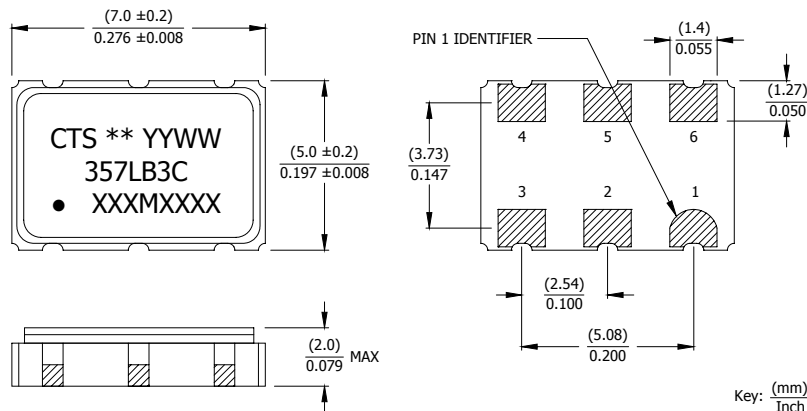 (7.0 ±0.2)
0.276 ±0.008
CTS ** YYWW
357LB3C
• XXXMXXXX
(5.0 ±0.2)
0.197 ±0.008
(2.0)
0.079 MAX
PIN 1 IDENTIFIER
(1.4)
0.055
(1.27)
0.050
4 5 6
(3.73)
0.147
3 2 1
(2.54)
0.100
(5.08)
0.200
Key: (mm)
Inch